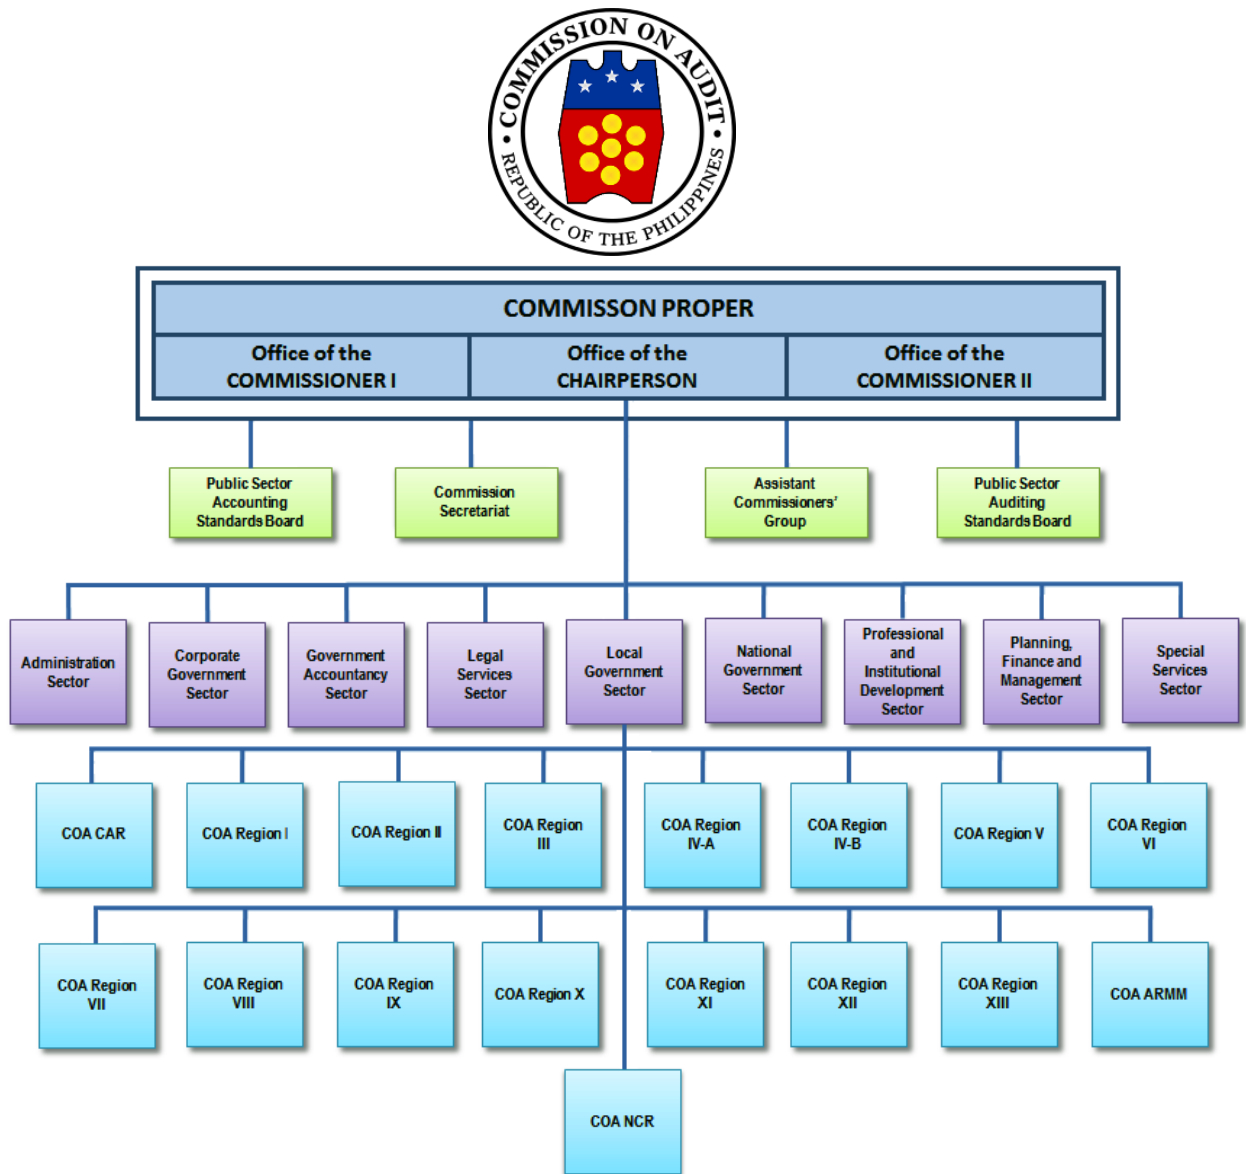 COMMISSION ON AUDIT
REPUBLIC OF THE PHILIPPINES
COMMISSON PROPER
Office of the
COMMISSIONER I
Office of the
CHAIRPERSON
Office of the
COMMISSIONER II
Public Sector
Accounting
Standards Board
Commission
Secretariat
Assistant
Commissioners'
Group
Public Sector
Auditing
Standards Board
Administration
Sector
Corporate
Government
Sector
Government
Accountancy
Sector
Legal
Services
Sector
Local
Government
Sector
National
Government
Sector
Professional
and
Institutional
Development
Sector
Planning,
Finance and
Management
Sector
Special
Services
Sector
COA CAR
COA Region I
COA Region II
COA Region
III
COA Region
IV-A
COA Region
IV-B
COA Region V
COA Region
VI
COA Region
VII
COA Region
VIII
COA Region
IX
COA Region X
COA Region
XI
COA Region
XII
COA Region
XIII
COA ARMM
COA NCR